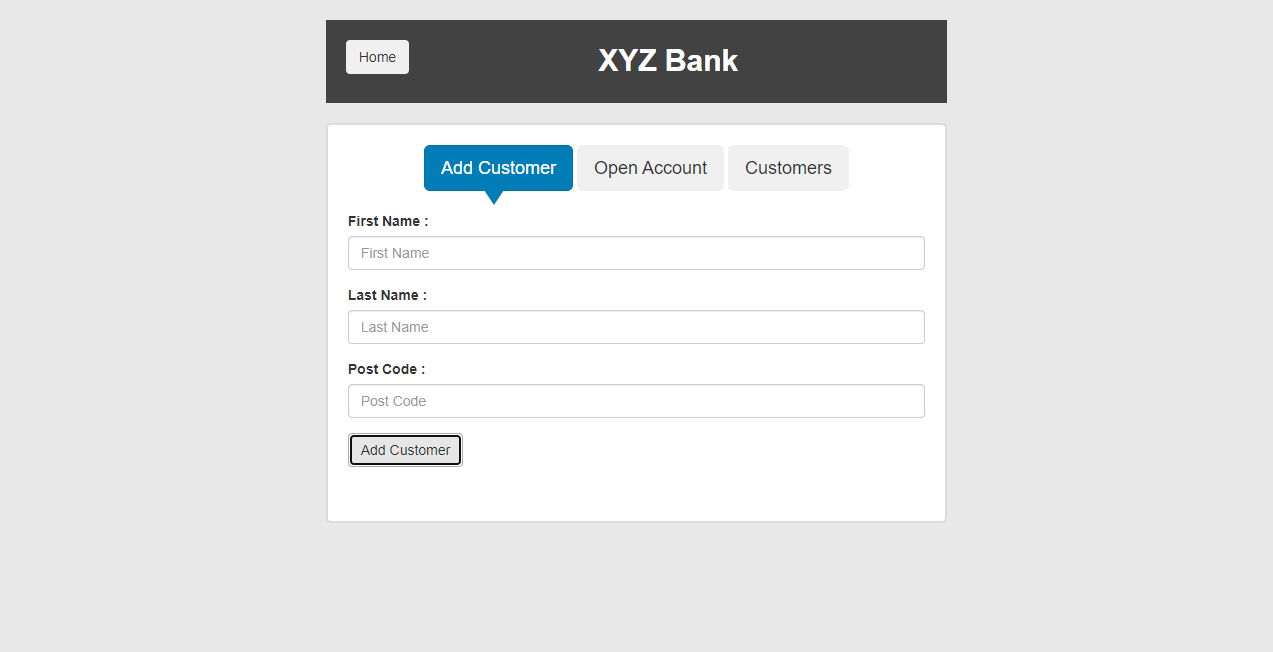 Home
XYZ Bank
Add Customer
Open Account
Customers
First Name :
First Name
Last Name :
Last Name
Post Code :
Post Code
Add Customer